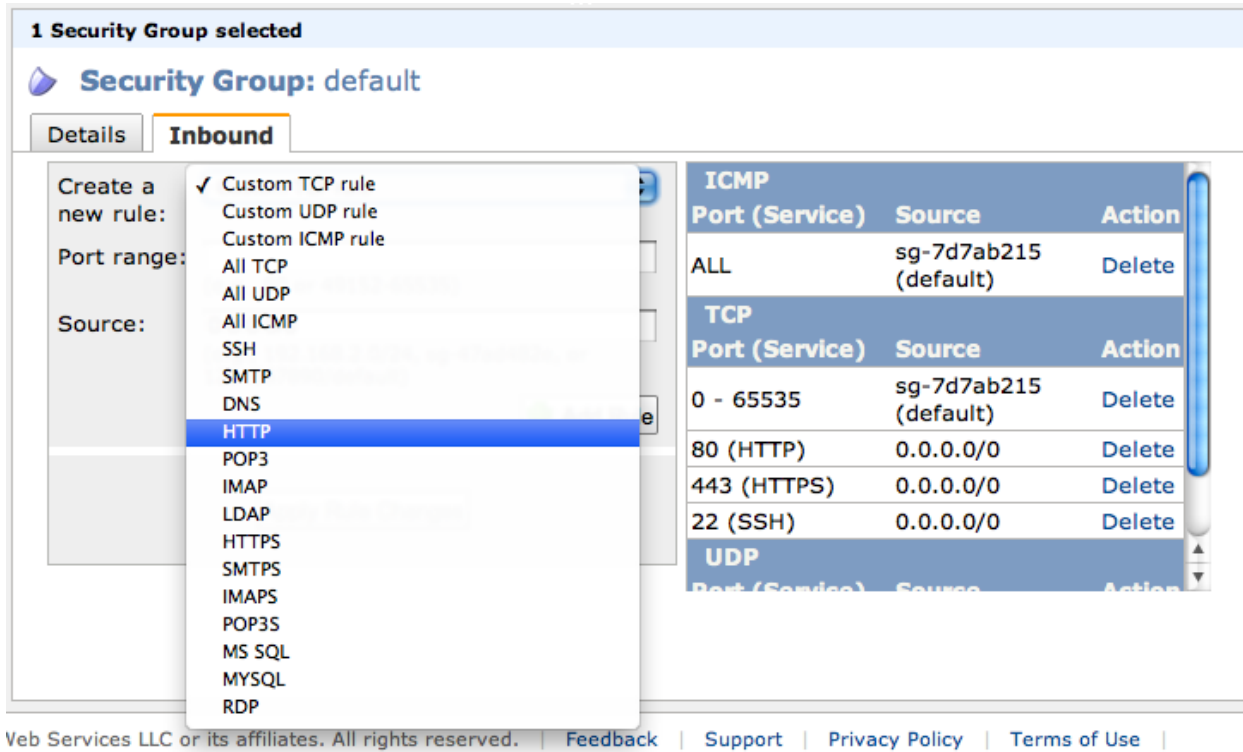 1 Security Group selected
Security Group: default
Details Inbound
Create a new rule:
✓ Custom TCP rule
Custom UDP rule
Custom ICMP rule
All TCP
All UDP
All ICMP
SSH
SMTP
DNS
HTTP
POP3
IMAP
LDAP
HTTPS
SMTPS
IMAPS
POP3S
MS SQL
MYSQL
RDP
Port range:
Source:
ICMP
Port (Service) Source Action
ALL sg-7d7ab215 (default) Delete
TCP
Port (Service) Source Action
0 - 65535 sg-7d7ab215 (default) Delete
80 (HTTP) 0.0.0.0/0 Delete
443 (HTTPS) 0.0.0.0/0 Delete
22 (SSH) 0.0.0.0/0 Delete
UDP
Port (Service) Source Action
Web Services LLC or its affiliates. All rights reserved. | Feedback | Support | Privacy Policy | Terms of Use |